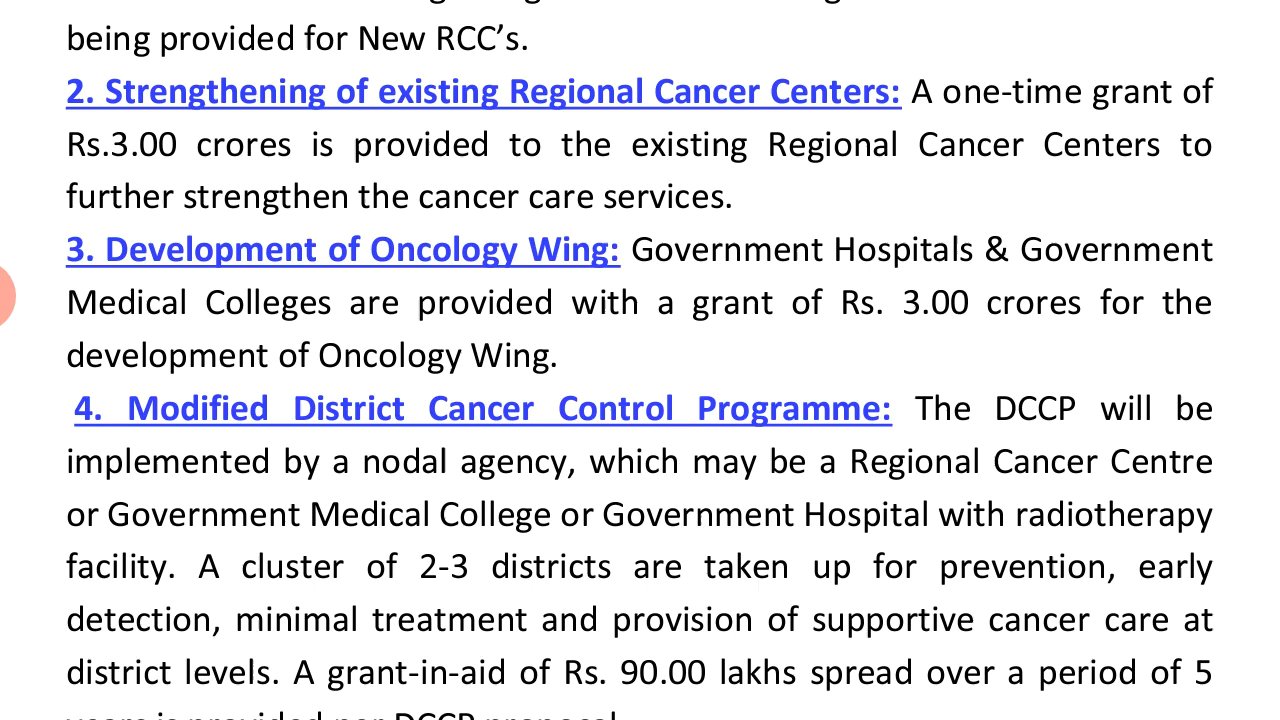 being provided for New RCC’s.
2. Strengthening of existing Regional Cancer Centers: A one-time grant of
Rs.3.00 crores is provided to the existing Regional Cancer Centers to
further strengthen the cancer care services.
3. Development of Oncology Wing: Government Hospitals & Government
Medical Colleges are provided with a grant of Rs. 3.00 crores for the
development of Oncology Wing.
4. Modified District Cancer Control Programme: The DCCP will be
implemented by a nodal agency, which may be a Regional Cancer Centre
or Government Medical College or Government Hospital with radiotherapy
facility. A cluster of 2-3 districts are taken up for prevention, early
detection, minimal treatment and provision of supportive cancer care at
district levels. A grant-in-aid of Rs. 90.00 lakhs spread over a period of 5
years is provided per DCCP proposal.